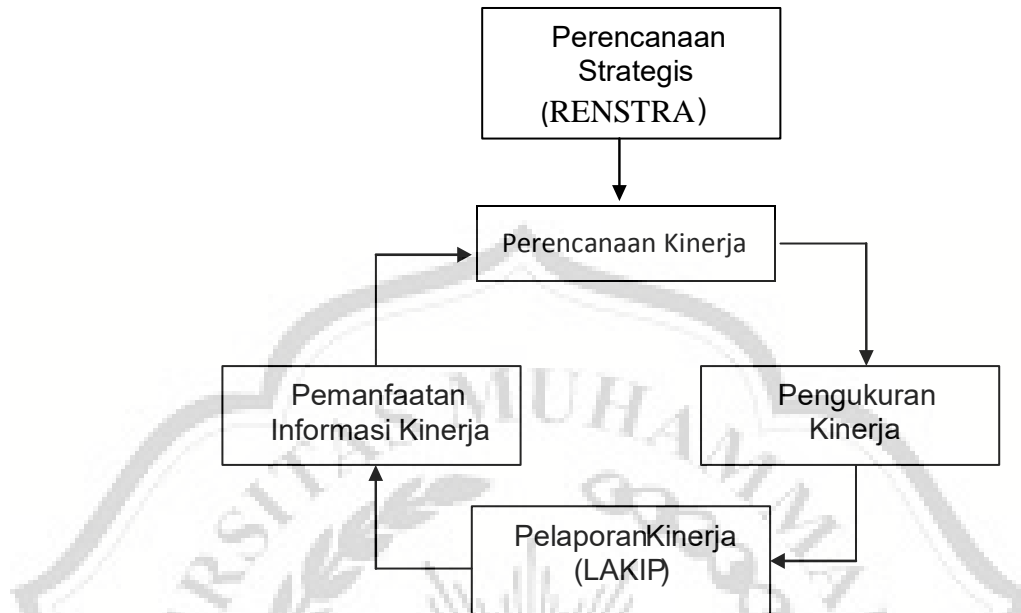 Perencanaan
Strategis
(RENSTRA)
Perencanaan Kinerja
Pemanfaatan
Informasi Kinerja
Pengukuran
Kinerja
PelaporanKinerja
(LAKIP)